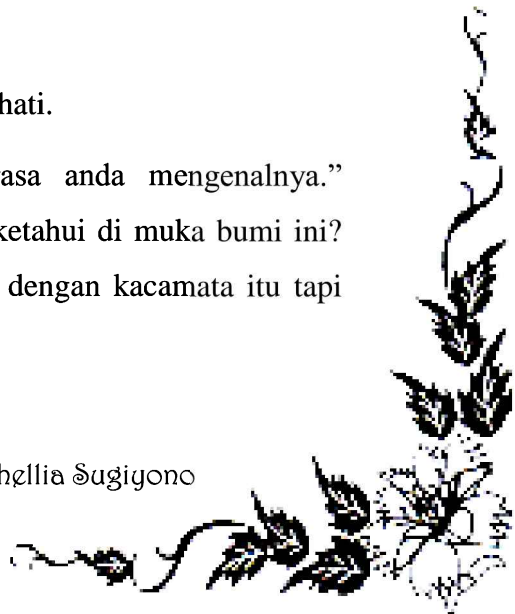 hati.
asa anda mengenalnya.”
ketahui di muka bumi ini?
dengan kacamata itu tapi
hellia Sugiyono